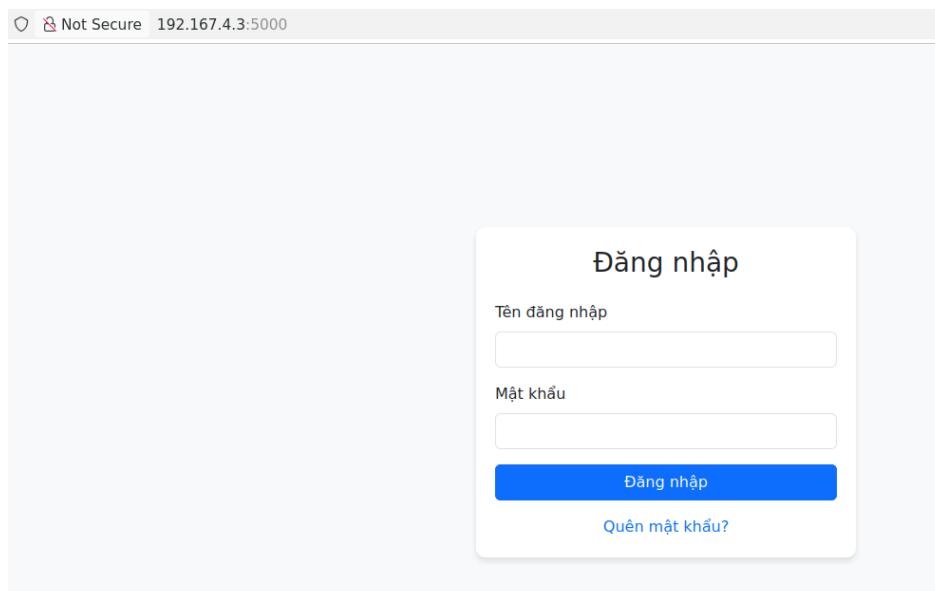 Not Secure 192.167.4.3:5000
Đăng nhập
Tên đăng nhập
Mật khẩu
Đăng nhập
Quên mật khẩu?